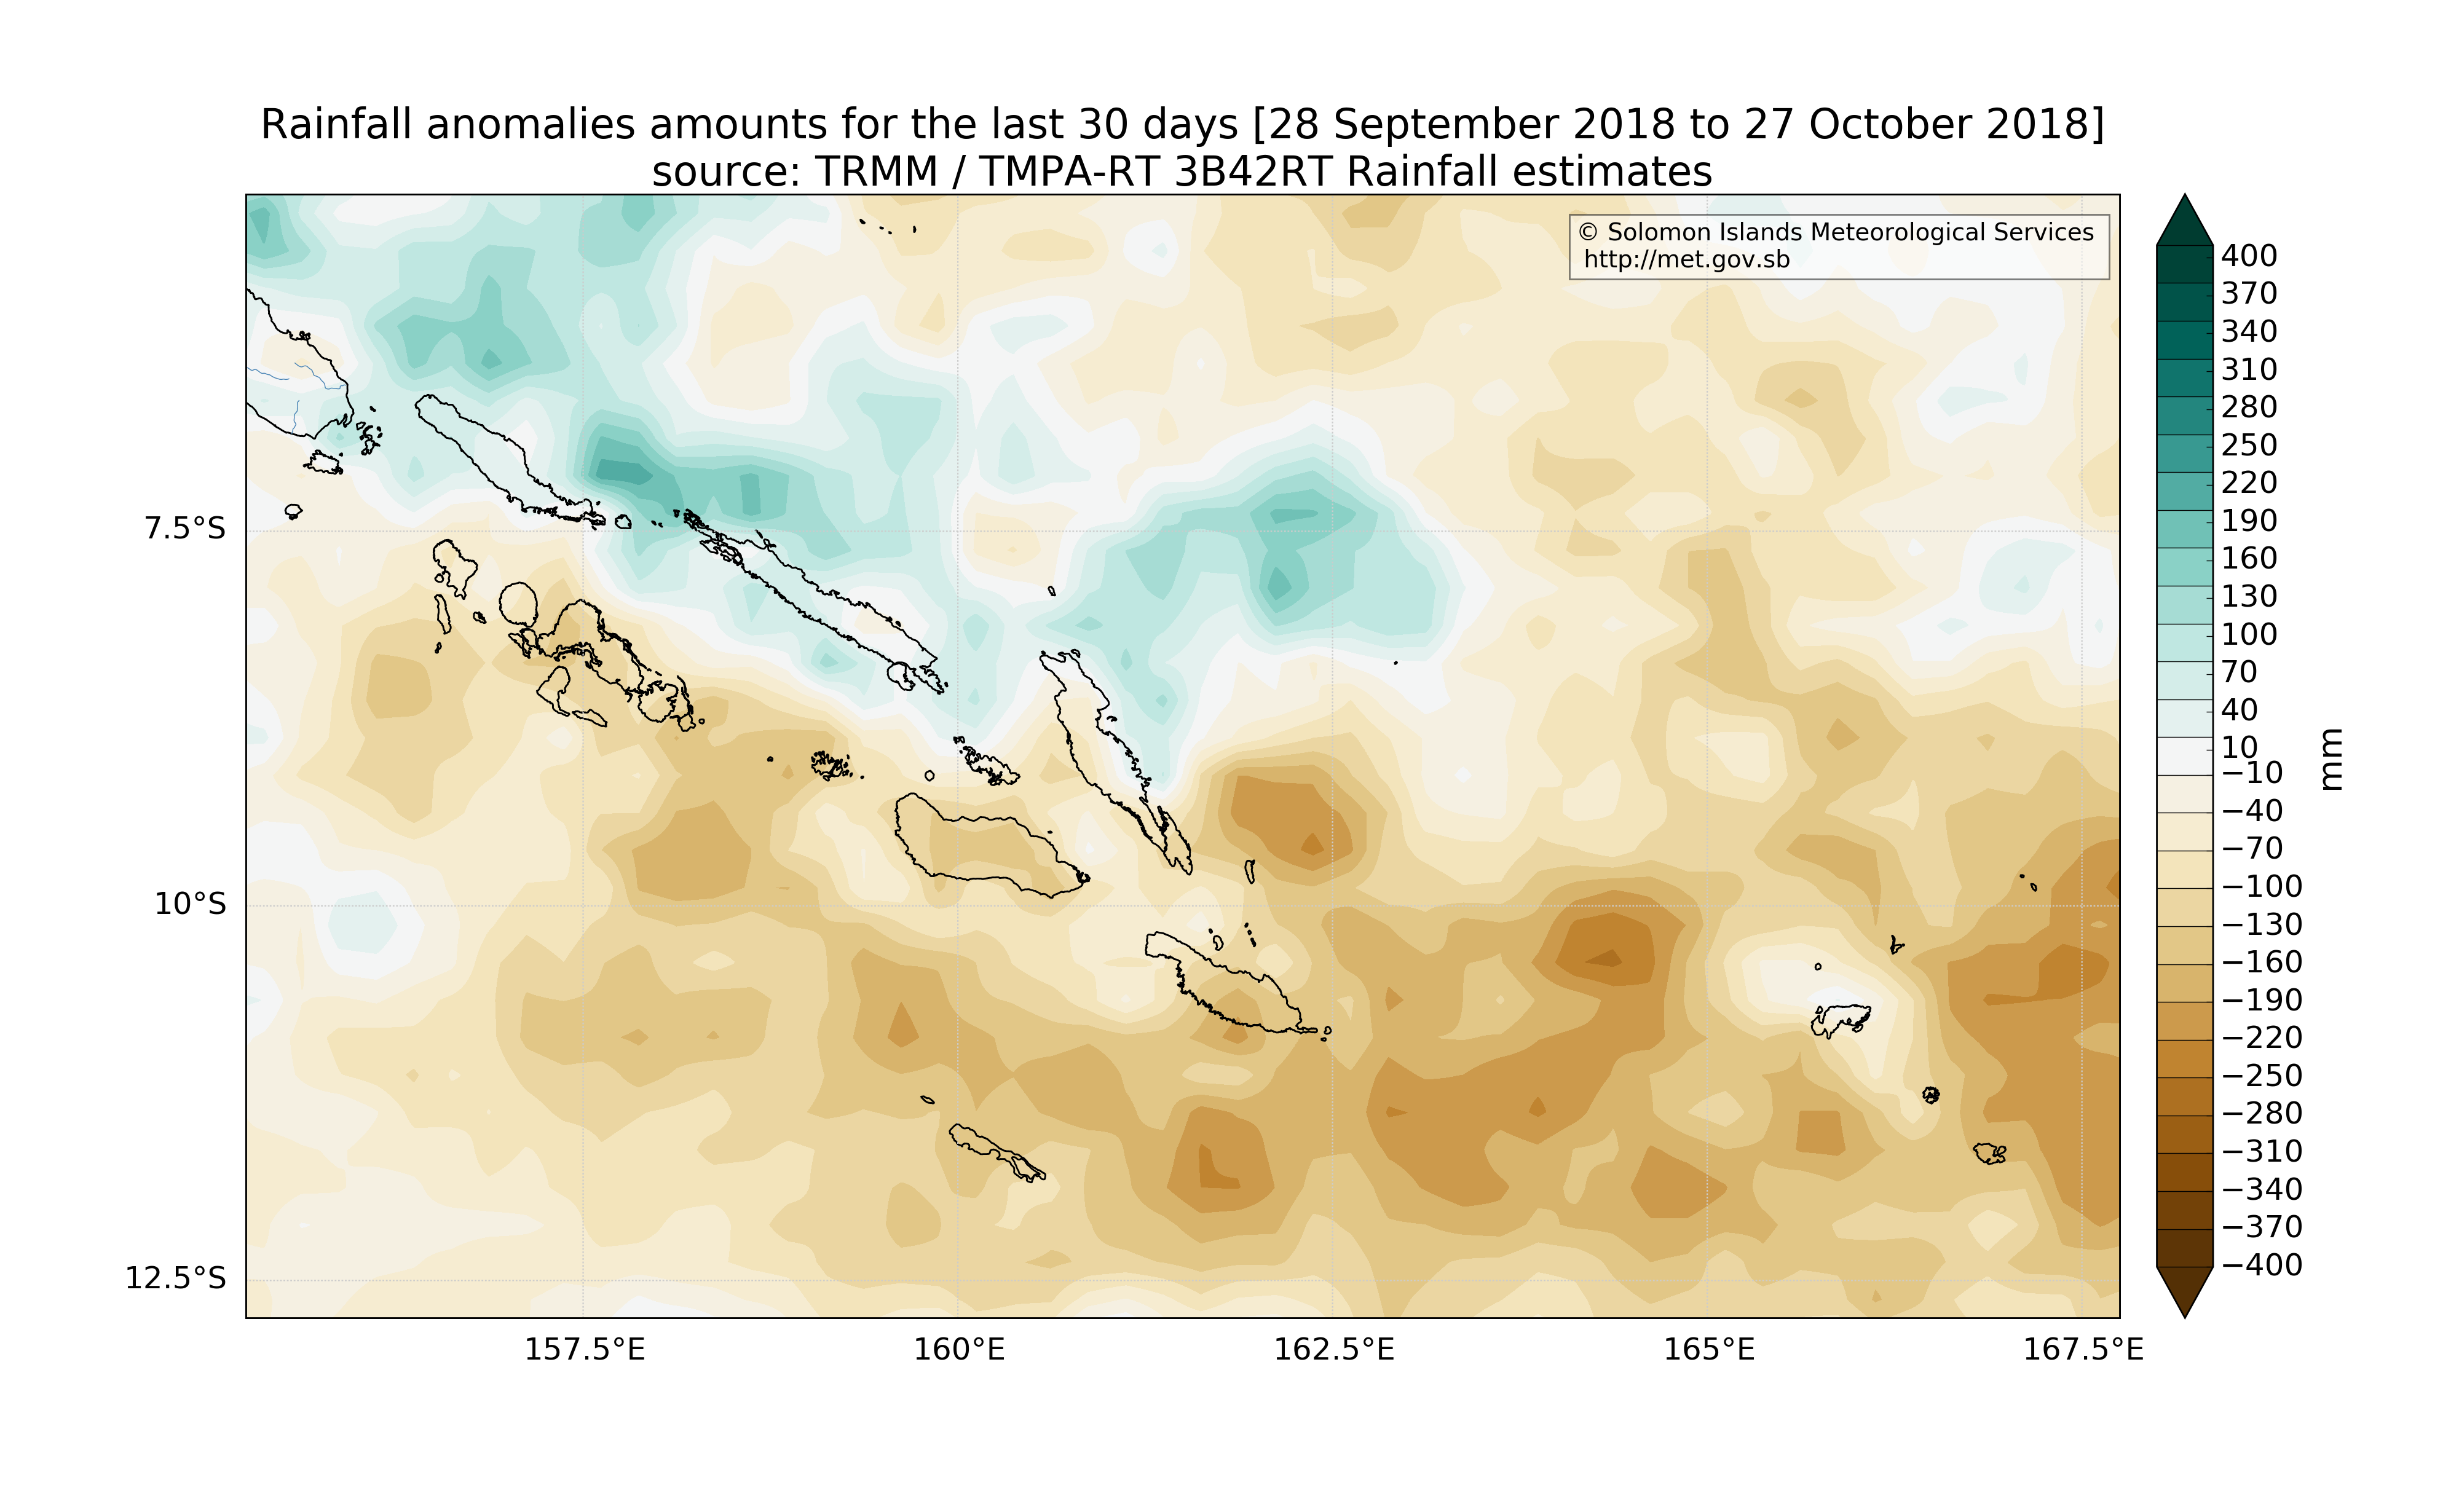 Rainfall anomalies amounts for the last 30 days [28 September 2018 to 27 October 2018]
source: TRMM / TMPA-RT 3B42RT Rainfall estimates
© Solomon Islands Meteorological Services
http://met.gov.sb
7.5°S
10°S
12.5°S
157.5°E
160°E
162.5°E
165°E
167.5°E
400
370
340
310
280
250
220
190
160
130
100
70
40
10
−10
−40
−70
−100
−130
−160
−190
−220
−250
−280
−310
−340
−370
−400
mm